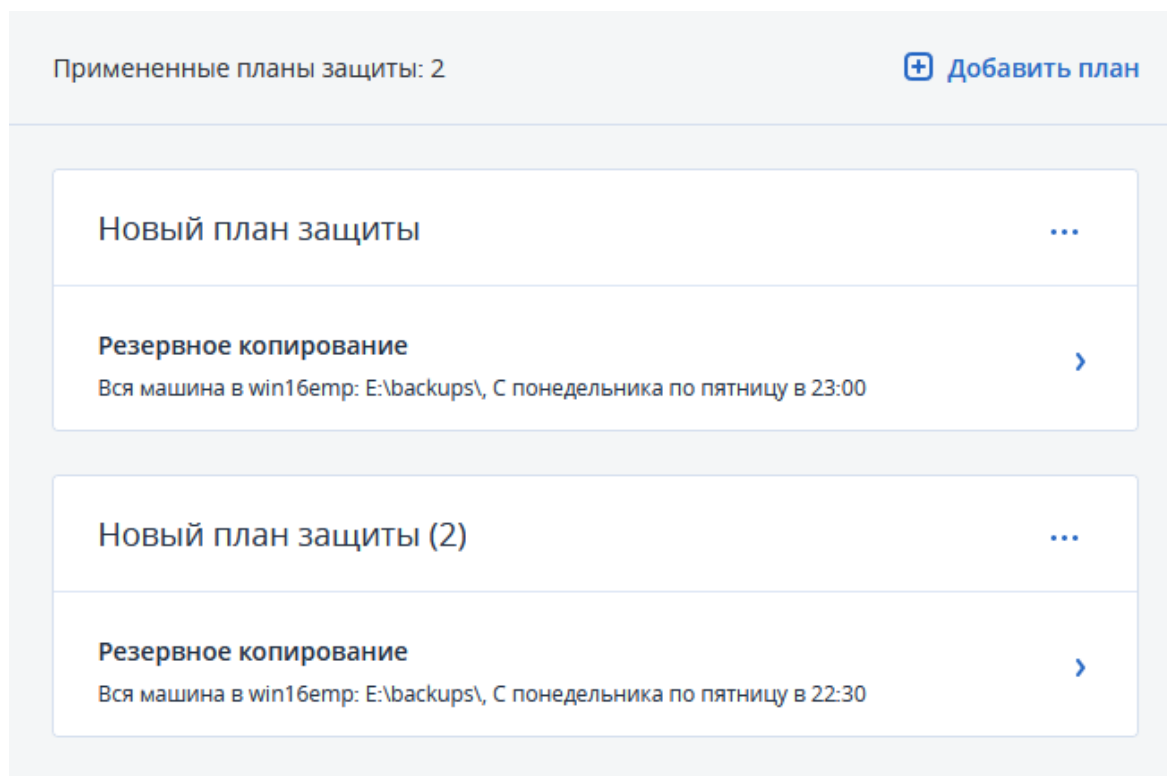 Примененные планы защиты: 2
Добавить план
Новый план защиты
Резервное копирование
Вся машина в win16emp: E:\backups\, С понедельника по пятницу в 23:00
Новый план защиты (2)
Резервное копирование
Вся машина в win16emp: E:\backups\, С понедельника по пятницу в 22:30